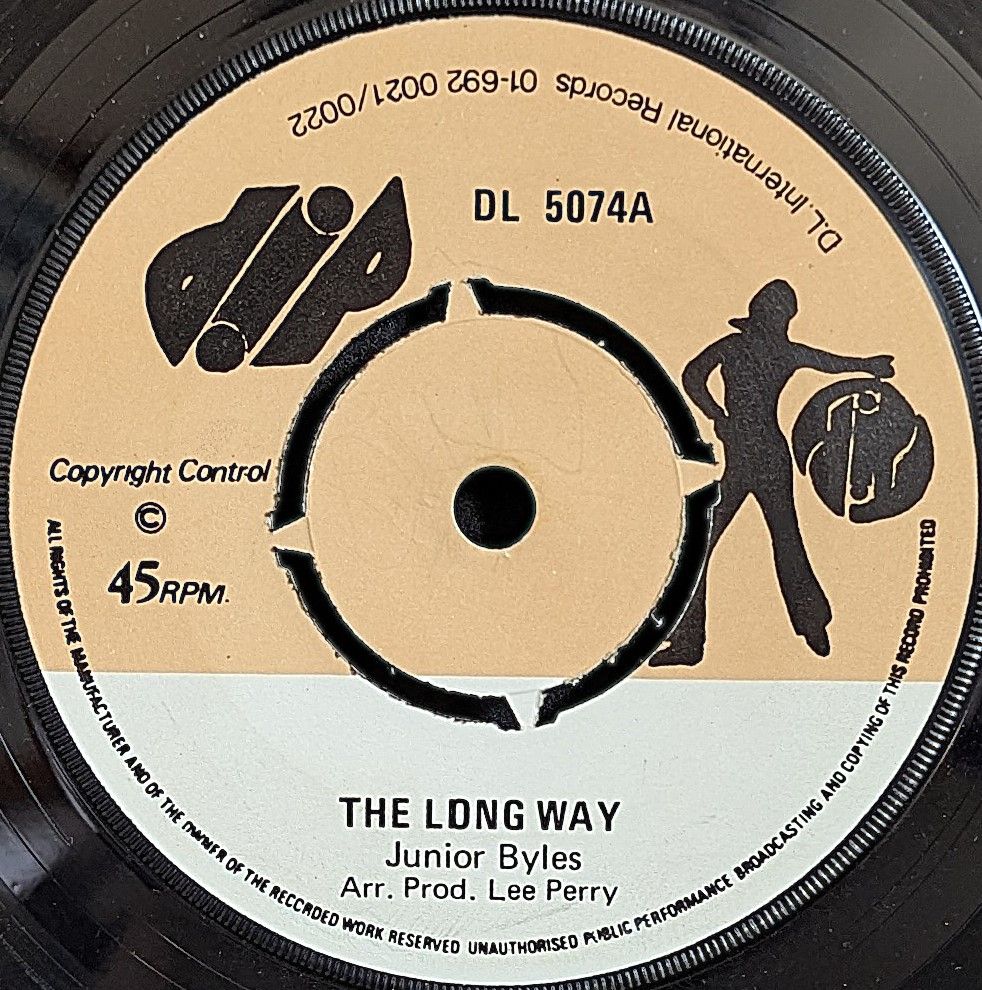 D.L. International Records 01-692 0021/0022
DIP
DL 5074A
Copyright Control
©
45RPM.
THE LONG WAY
Junior Byles
Arr. Prod. Lee Perry
ALL RIGHTS OF THE MANUFACTURER AND OF THE OWNER OF THE RECORDED WORK RESERVED UNAUTHORISED PUBLIC PERFORMANCE BROADCASTING AND COPYING OF THIS RECORD PROHIBITED